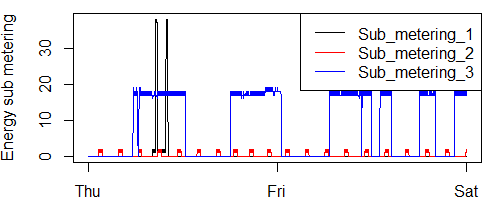 Sub_metering_1
Sub_metering_2
Sub_metering_3
Energy sub metering
30
20
10
0
Thu Fri Sat